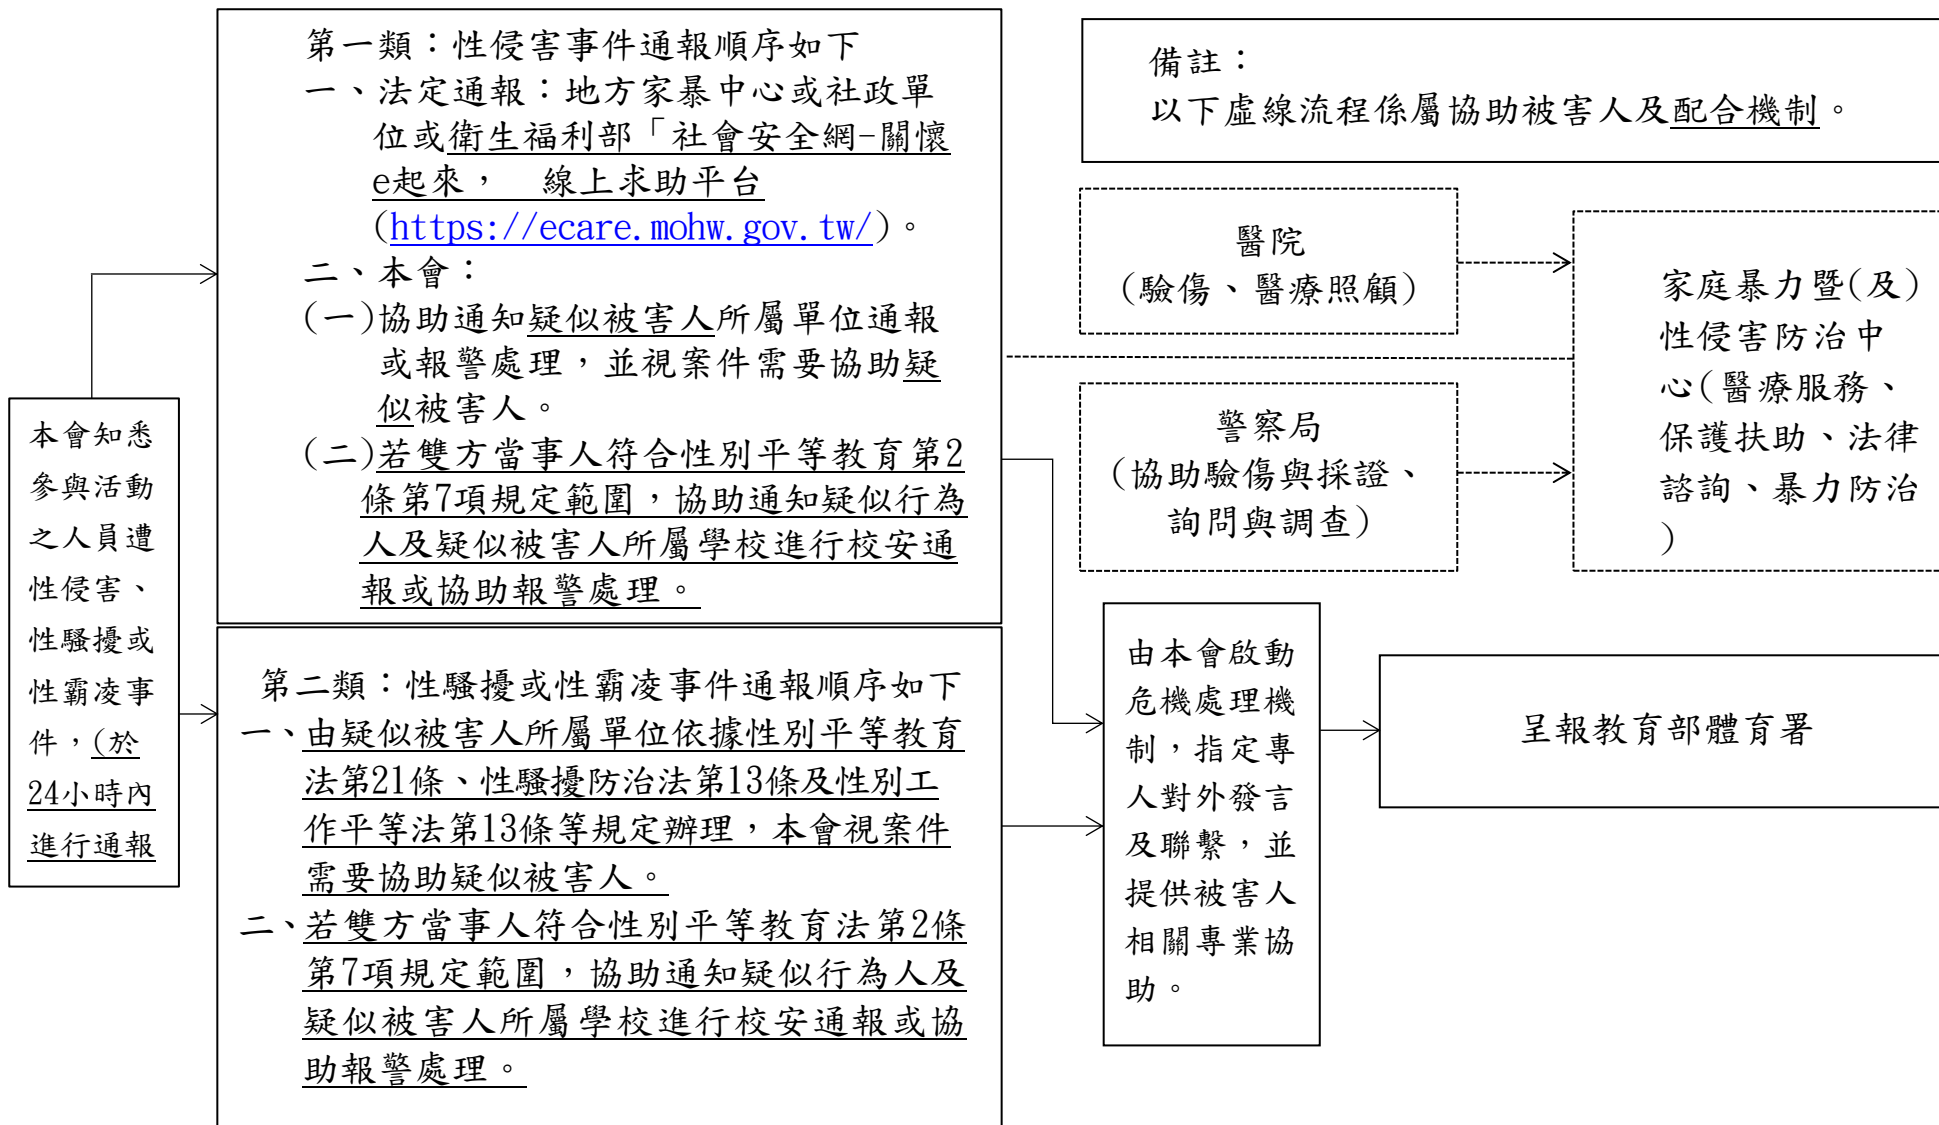 本會知悉
參與活動
之人員遭
性侵害、
性騷擾或
性霸凌事
件，(於
24小時內
進行通報
第一類：性侵害事件通報順序如下
一、法定通報：地方家暴中心或社政單
位或衛生福利部「社會安全網-關懷
e起來， 線上求助平台
(https://ecare.mohw.gov.tw/)。
二、本會：
(一)協助通知疑似被害人所屬單位通報
或報警處理，並視案件需要協助疑
似被害人。
(二)若雙方當事人符合性別平等教育第2
條第7項規定範圍，協助通知疑似行為
人及疑似被害人所屬學校進行校安通
報或協助報警處理。
第二類：性騷擾或性霸凌事件通報順序如下
一、由疑似被害人所屬單位依據性別平等教育
法第21條、性騷擾防治法第13條及性別工
作平等法第13條等規定辦理，本會視案件
需要協助疑似被害人。
二、若雙方當事人符合性別平等教育法第2條
第7項規定範圍，協助通知疑似行為人及
疑似被害人所屬學校進行校安通報或協
助報警處理。
備註：
以下虛線流程係屬協助被害人及配合機制。
醫院
(驗傷、醫療照顧)
警察局
(協助驗傷與採證、
詢問與調查)
家庭暴力暨(及)
性侵害防治中
心(醫療服務、
保護扶助、法律
諮詢、暴力防治
)
由本會啟動
危機處理機
制，指定專
人對外發言
及聯繫，並
提供被害人
相關專業協
助。
呈報教育部體育署